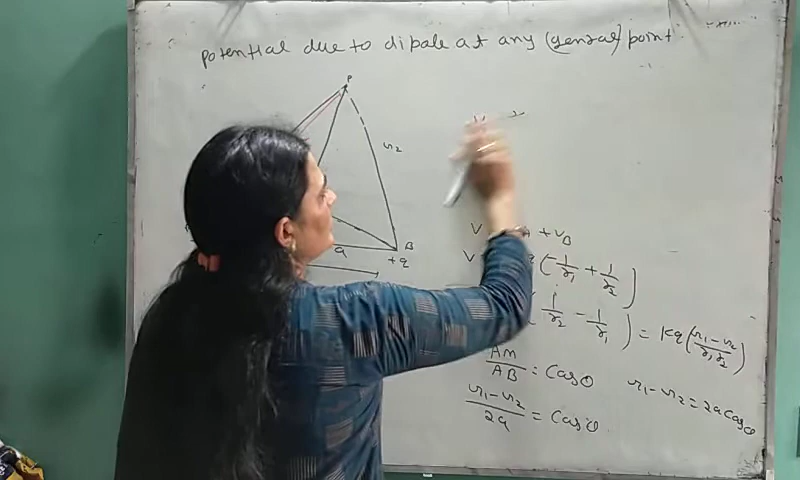 potential due to dipole at any (general) point
P
r2
a
B
+q
V + VB
V (-1/r1 + 1/r2)
1/r2 - 1/r1) = Kq(r1-r2/r1r2)
AM/AB = Cosθ
r1-r2 = 2a Cosθ
r1-r2/2a = Cosθ